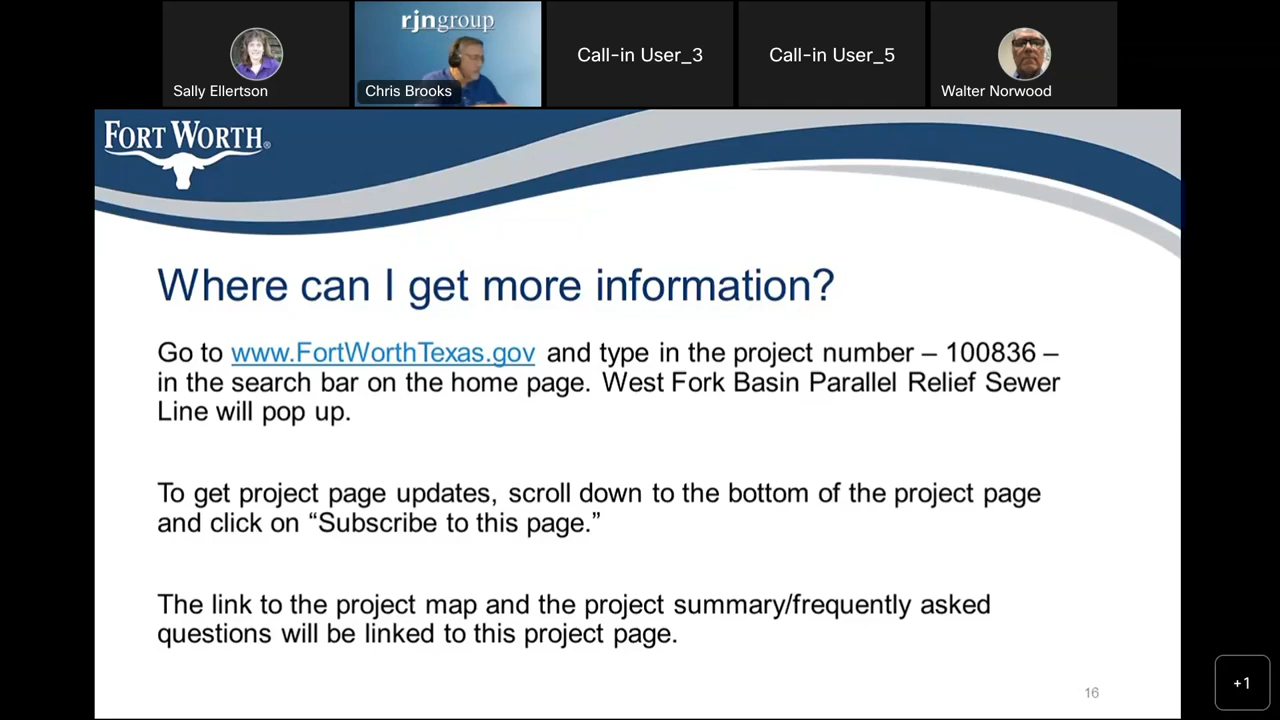 rjngroup
Call-in User_3
Call-in User_5
Sally Ellertson
Chris Brooks
Walter Norwood
FORT WORTH®
Where can I get more information?
Go to www.FortWorthTexas.gov and type in the project number – 100836 –
in the search bar on the home page. West Fork Basin Parallel Relief Sewer
Line will pop up.
To get project page updates, scroll down to the bottom of the project page
and click on “Subscribe to this page.”
The link to the project map and the project summary/frequently asked
questions will be linked to this project page.
16
+1